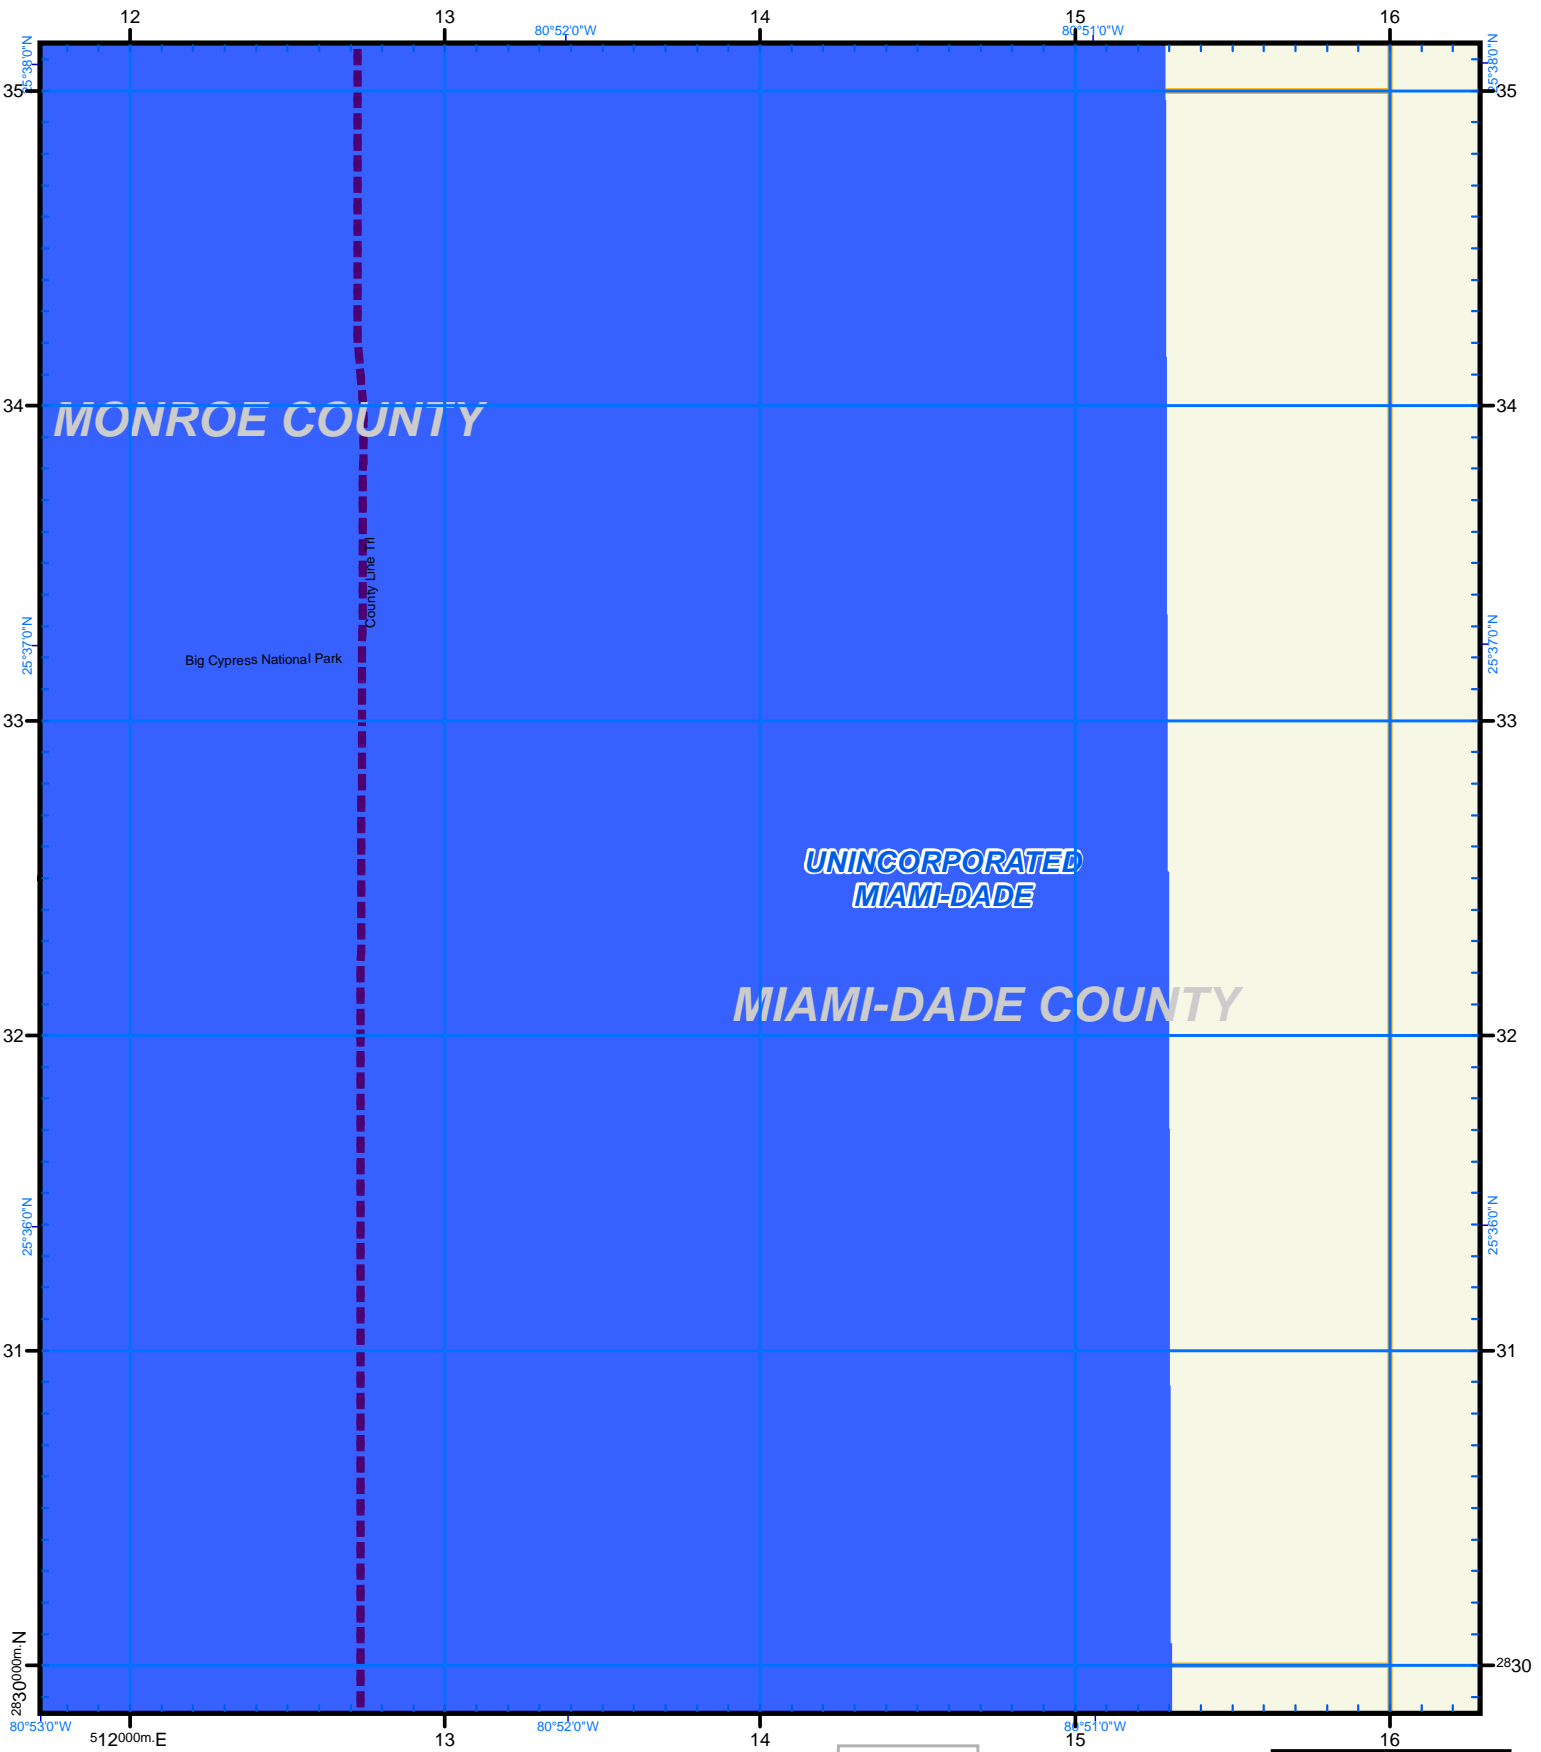 12 13 14 15 16
80°52'0"W 80°51'0"W
25°38'0"N 25°38'0"N
35 35
34 34
MONROE COUNTY
County Line Trl
25°37'0"N 25°37'0"N
Big Cypress National Park
33 33
UNINCORPORATED
MIAMI-DADE
MIAMI-DADE COUNTY
32 32
25°36'0"N 25°36'0"N
31 31
2830000m.N 2830
80°53'0"W 80°52'0"W 80°51'0"W
512000m.E 13 14 15 16